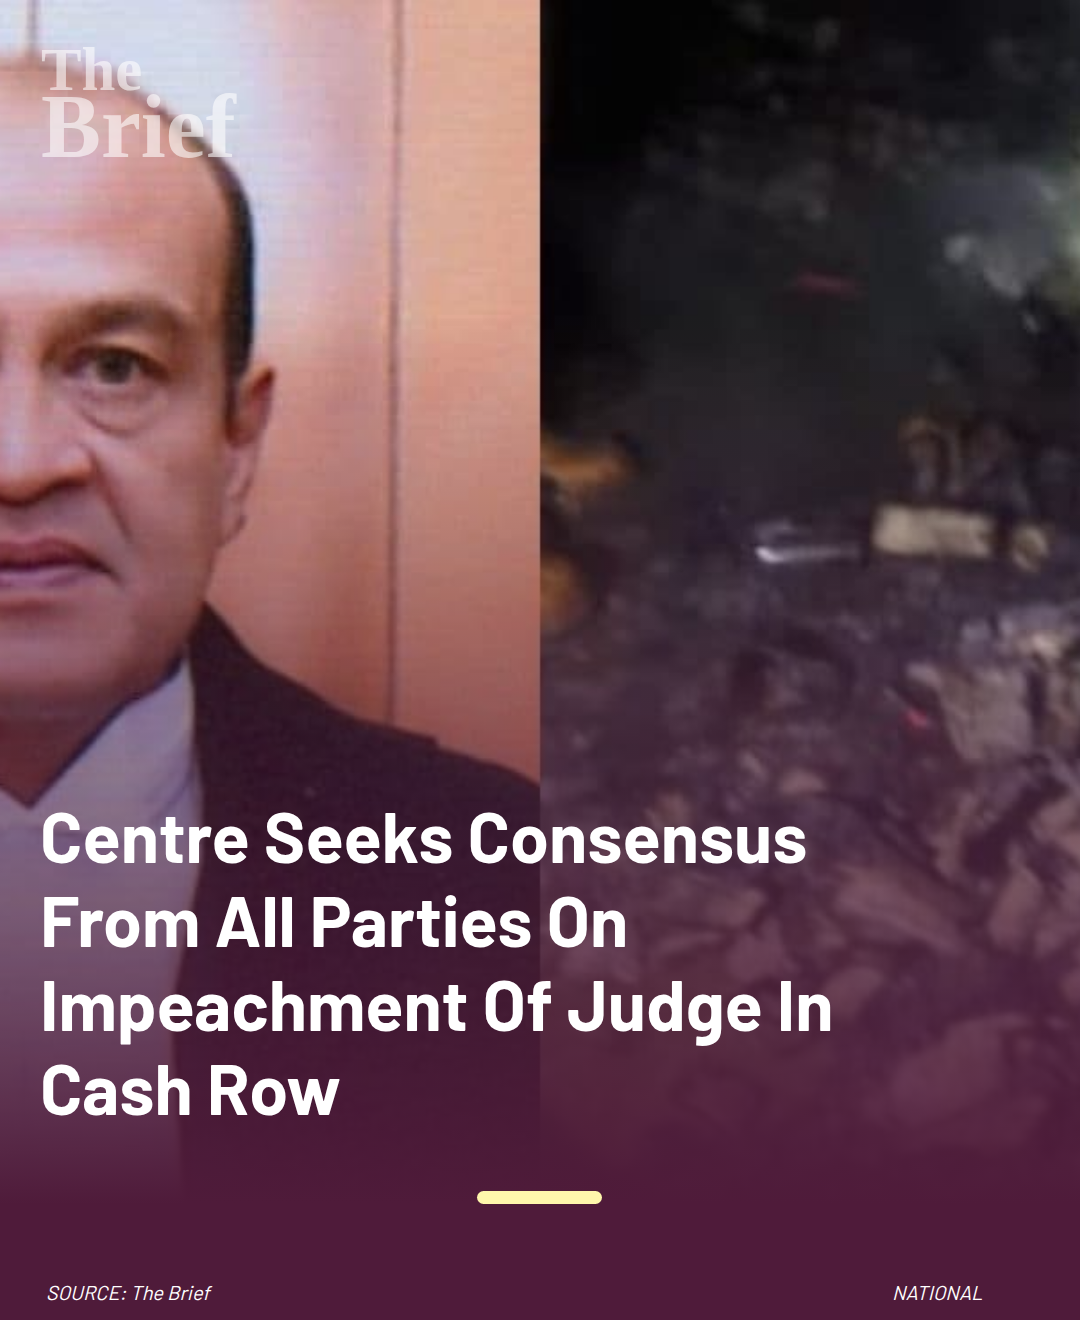 The
Brief
Centre Seeks Consensus
From All Parties On
Impeachment Of Judge In
Cash Row
SOURCE: The Brief
NATIONAL